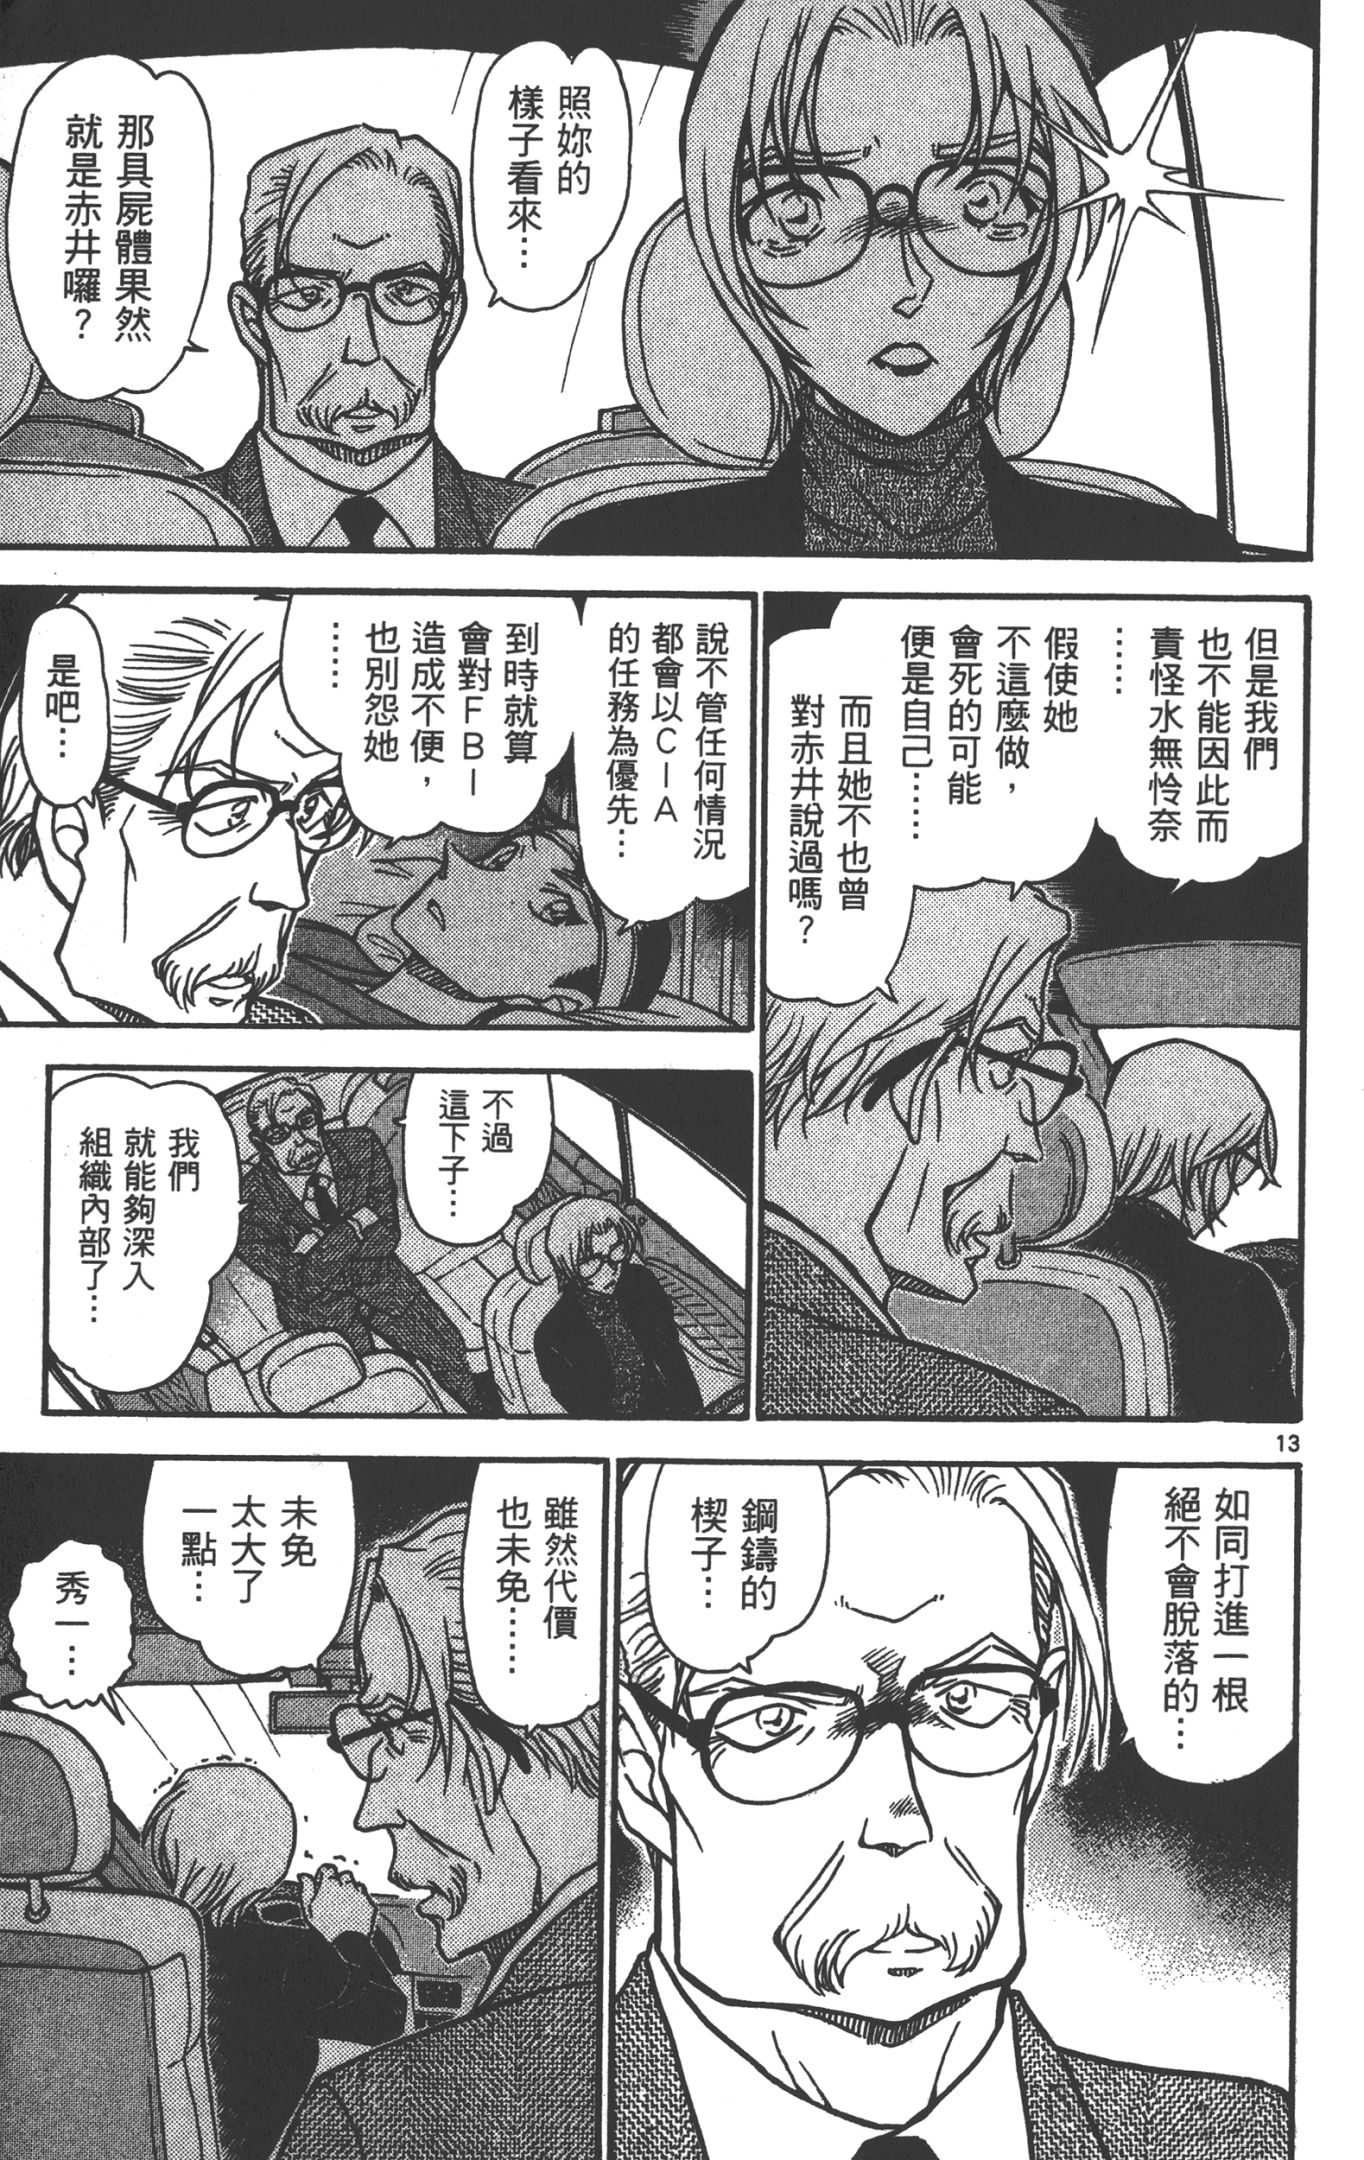 照妳的
樣子看來…
那具屍體果然
就是赤井囉？
但是我們
也不能因此而
責怪水無怜奈
……
假使她
不這麼做，
會死的可能
便是自己……
而且她不也曾
對赤井說過嗎？
說不管任何情況
都會以CIA
的任務為優先…
到時就算
會對FBI
造成不便，
也別怨她
……
是吧…
不過
這下子…
我們
就能夠深入
組織內部了…
13
如同打進一根
絕不會脫落的…
鋼鑄的
楔子…
雖然代價
也未免……
未免
太大了
一點…
秀一…